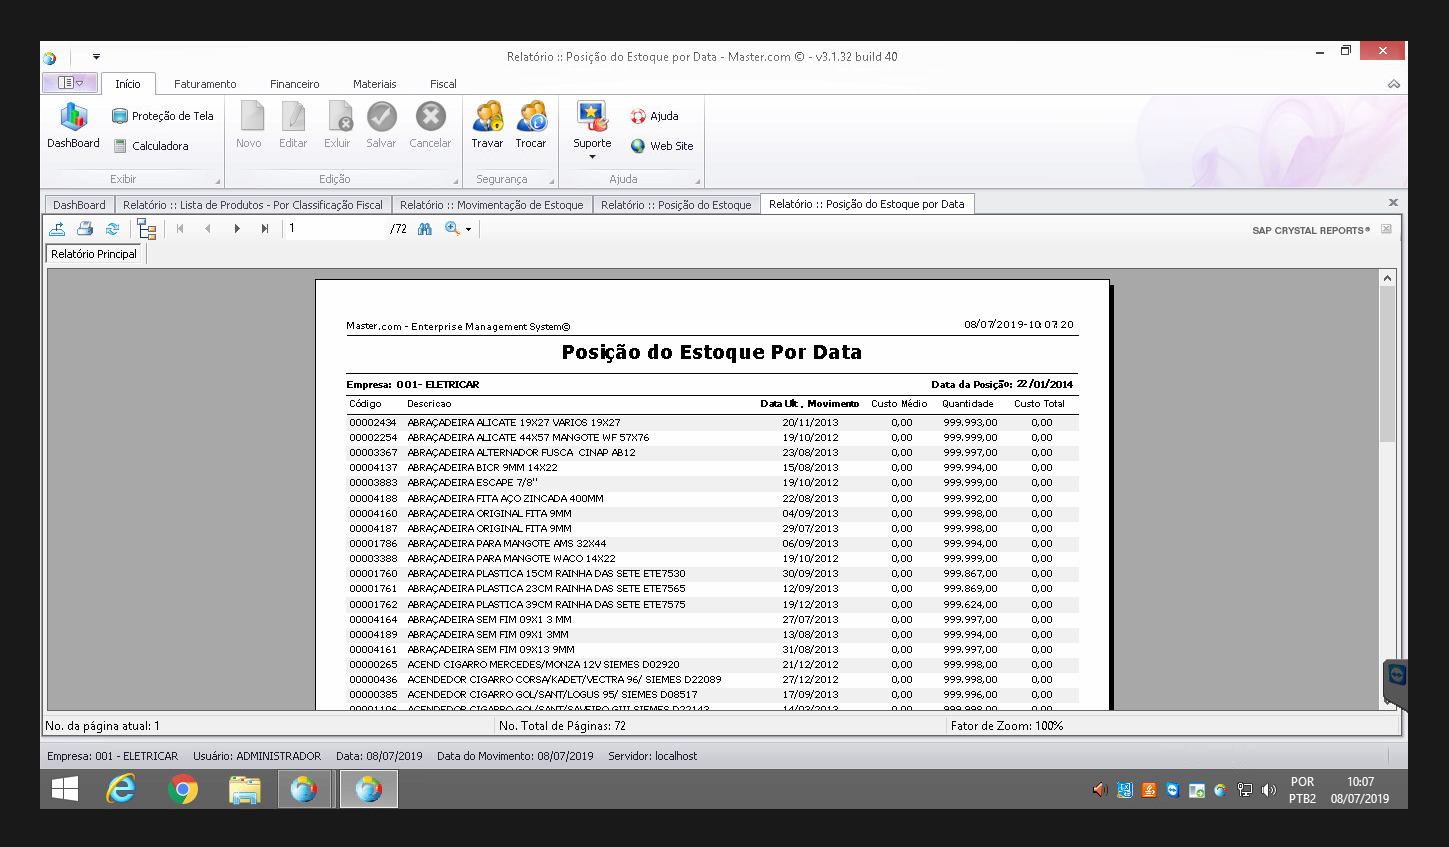 Relatório :: Posição do Estoque por Data - Master.com © - v3.1.32 build 40
Início Faturamento Financeiro Materiais Fiscal
DashBoard Proteção de Tela Calculadora Novo Editar Exluir Salvar Cancelar Travar Trocar Suporte Ajuda Web Site
Exibir Edição Segurança Ajuda
DashBoard Relatório :: Lista de Produtos - Por Classificação Fiscal Relatório :: Movimentação de Estoque Relatório :: Posição do Estoque Relatório :: Posição do Estoque por Data
1 /72 SAP CRYSTAL REPORTS®
Relatório Principal
Master.com - Enterprise Management System© 08/07/2019-10:07:20
Posição do Estoque Por Data
Empresa: 001- ELETRICAR Data da Posição: 22/01/2014
Código Descricao Data Ult. Movimento Custo Médio Quantidade Custo Total
00002434 ABRAÇADEIRA ALICATE 19X27 VARIOS 19X27 20/11/2013 0,00 999.993,00 0,00
00002254 ABRAÇADEIRA ALICATE 44X57 MANGOTE WF 57X76 19/10/2012 0,00 999.999,00 0,00
00003367 ABRAÇADEIRA ALTERNADOR FUSCA CINAP AB12 23/08/2013 0,00 999.997,00 0,00
00004137 ABRAÇADEIRA BICR 9MM 14X22 15/08/2013 0,00 999.994,00 0,00
00003883 ABRAÇADEIRA ESCAPE 7/8" 19/10/2012 0,00 999.999,00 0,00
00004188 ABRAÇADEIRA FITA AÇO ZINCADA 400MM 22/08/2013 0,00 999.992,00 0,00
00004160 ABRAÇADEIRA ORIGINAL FITA 9MM 04/09/2013 0,00 999.998,00 0,00
00004187 ABRAÇADEIRA ORIGINAL FITA 9MM 29/07/2013 0,00 999.998,00 0,00
00001786 ABRAÇADEIRA PARA MANGOTE AMS 32X44 06/09/2013 0,00 999.994,00 0,00
00003388 ABRAÇADEIRA PARA MANGOTE WACO 14X22 19/10/2012 0,00 999.999,00 0,00
00001760 ABRAÇADEIRA PLASTICA 15CM RAINHA DAS SETE ETE7530 30/09/2013 0,00 999.867,00 0,00
00001761 ABRAÇADEIRA PLASTICA 23CM RAINHA DAS SETE ETE7565 12/09/2013 0,00 999.869,00 0,00
00001762 ABRAÇADEIRA PLASTICA 39CM RAINHA DAS SETE ETE7575 19/12/2013 0,00 999.624,00 0,00
00004164 ABRAÇADEIRA SEM FIM 09X1 3 MM 27/07/2013 0,00 999.997,00 0,00
00004189 ABRAÇADEIRA SEM FIM 09X1 3MM 13/08/2013 0,00 999.994,00 0,00
00004161 ABRAÇADEIRA SEM FIM 09X13 9MM 31/08/2013 0,00 999.997,00 0,00
00000265 ACEND CIGARRO MERCEDES/MONZA 12V SIEMES D02920 21/12/2012 0,00 999.998,00 0,00
00000436 ACENDEDOR CIGARRO CORSA/KADET/VECTRA 96/ SIEMES D22089 27/12/2012 0,00 999.998,00 0,00
00000385 ACENDEDOR CIGARRO GOL/SANT/LOGUS 95/ SIEMES D08517 17/09/2013 0,00 999.996,00 0,00
00001106 ACENDEDOR CIGARRO GOL/SANT/SAVEIRO GIII SIEMES D22143 14/03/2013 0,00 999.998,00 0,00
No. da página atual: 1 No. Total de Páginas: 72 Fator de Zoom: 100%
Empresa: 001 - ELETRICAR Usuário: ADMINISTRADOR Data: 08/07/2019 Data do Movimento: 08/07/2019 Servidor: localhost
POR 10:07
PTB2 08/07/2019